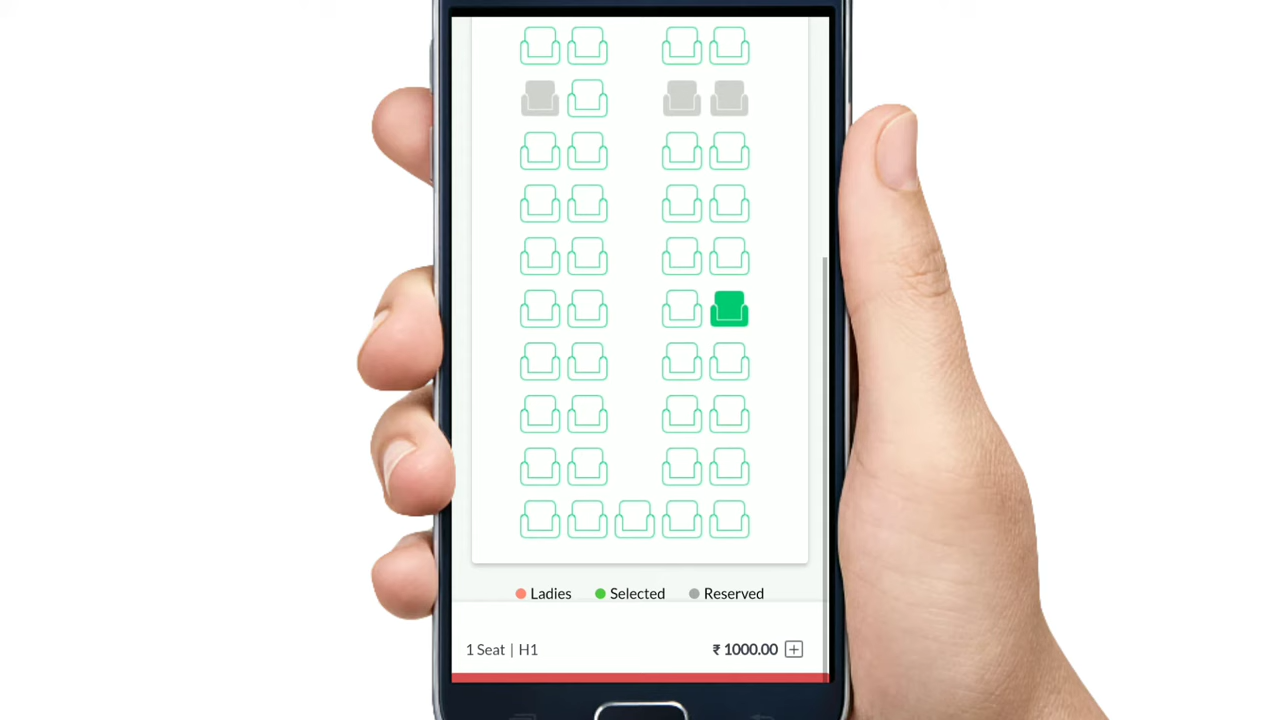 Ladies Selected Reserved
1 Seat | H1 ₹ 1000.00